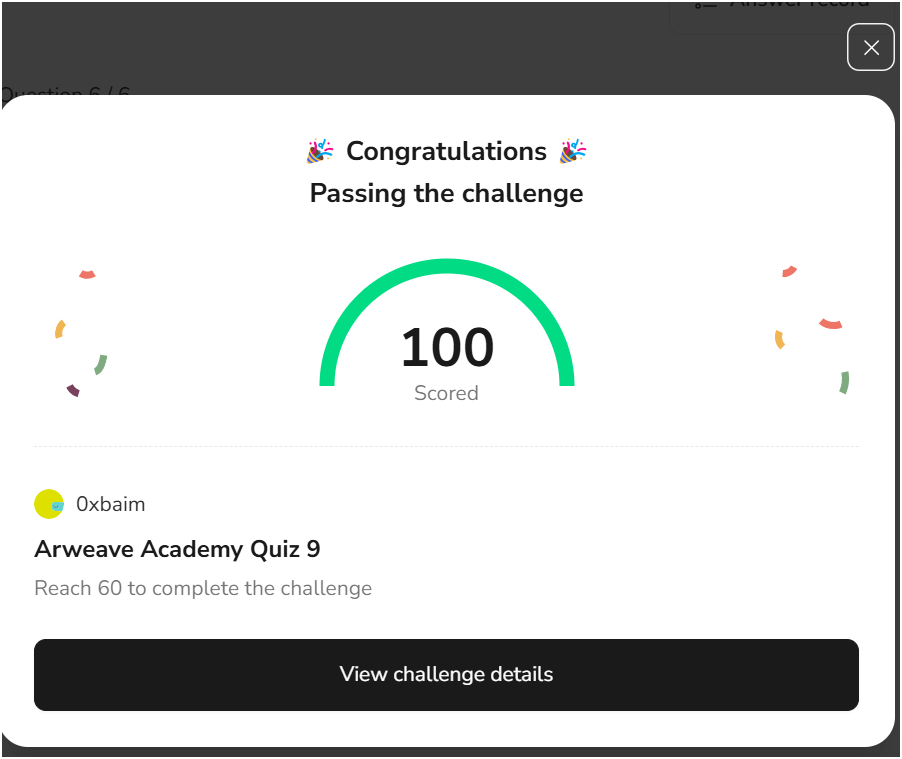 Answer record
Question 6 / 6
Congratulations
Passing the challenge
100
Scored
0xbaim
Arweave Academy Quiz 9
Reach 60 to complete the challenge
View challenge details